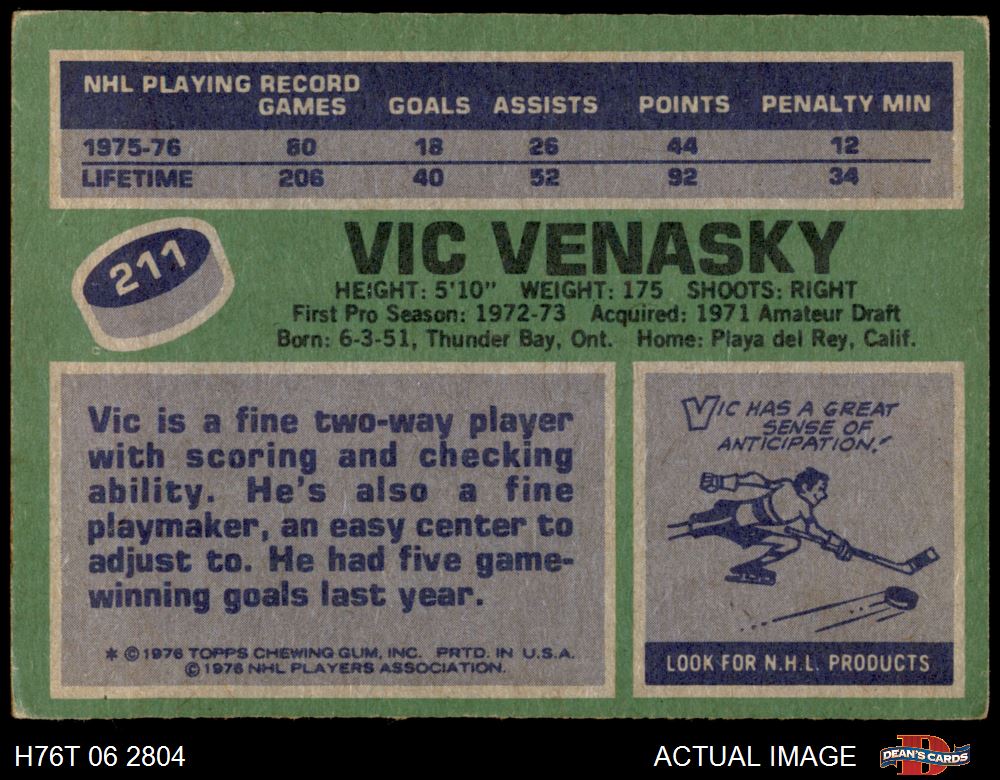 NHL PLAYING RECORD
GAMES GOALS ASSISTS POINTS PENALTY MIN
1975-76 80 18 26 44 12
LIFETIME 206 40 52 92 34
211
VIC VENASKY
HEIGHT: 5'10" WEIGHT: 175 SHOOTS: RIGHT
First Pro Season: 1972-73 Acquired: 1971 Amateur Draft
Born: 6-3-51, Thunder Bay, Ont. Home: Playa del Rey, Calif.
Vic is a fine two-way player
with scoring and checking
ability. He's also a fine
playmaker, an easy center to
adjust to. He had five game-
winning goals last year.
* © 1976 TOPPS CHEWING GUM, INC. PRTD. IN U.S.A.
© 1976 NHL PLAYERS ASSOCIATION.
VIC HAS A GREAT
SENSE OF
ANTICIPATION!
LOOK FOR N.H.L. PRODUCTS
H76T 06 2804 ACTUAL IMAGE DEAN'S CARDS